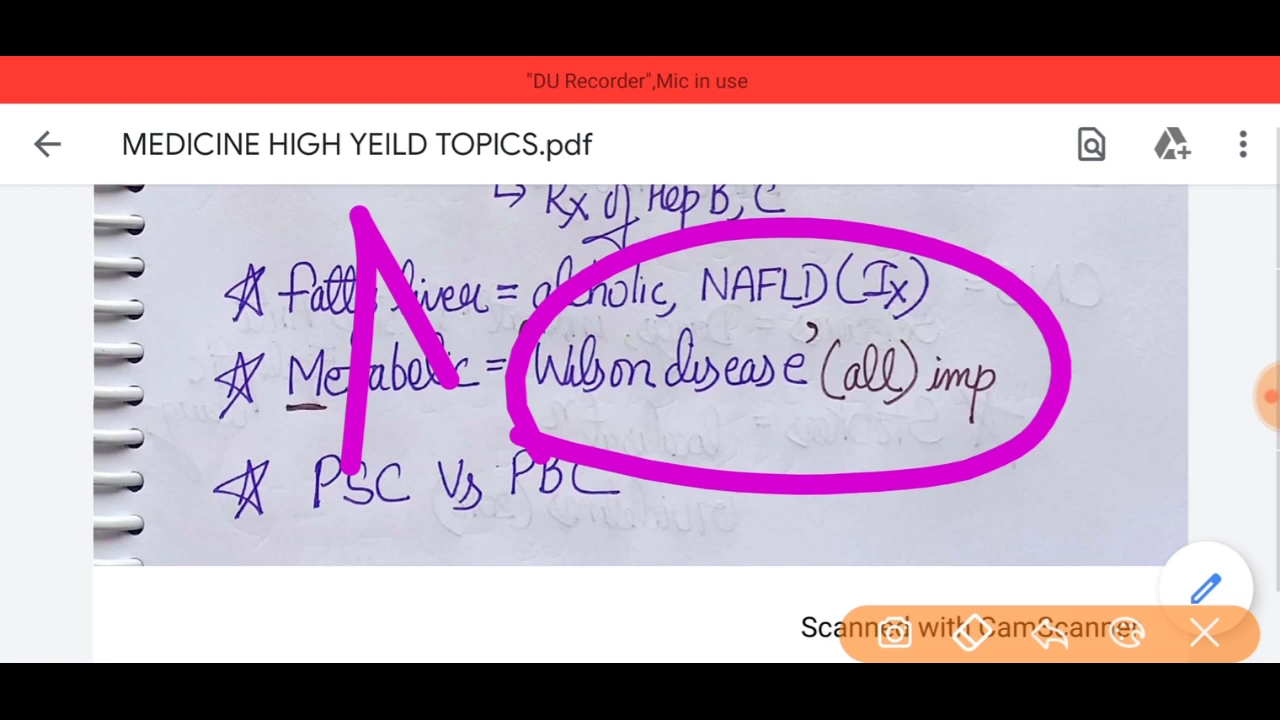 "DU Recorder",Mic in use
MEDICINE HIGH YEILD TOPICS.pdf
↳ Rx of Hep B, C
☆ fatty liver = alcholic, NAFLD (Ix)
☆ Metabolic = 'Wilson disease' (all) imp
☆ PSC Vs PBC
Scanned with CamScanner